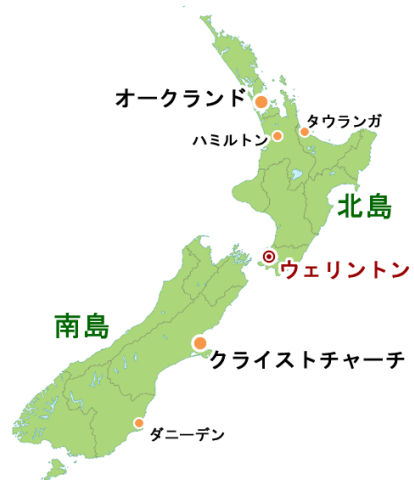 オークランド
タウランガ
ハミルトン
北島
ウェリントン
南島
クライストチャーチ
ダニーデン